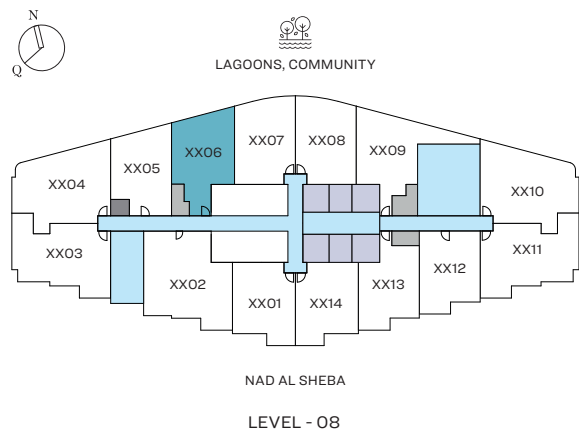 N
Q
LAGOONS, COMMUNITY
XX07
XX08
XX06
XX09
XX05
XX04
XX10
XX03
XX11
XX02
XX12
XX01
XX14
XX13
NAD AL SHEBA
LEVEL - 08